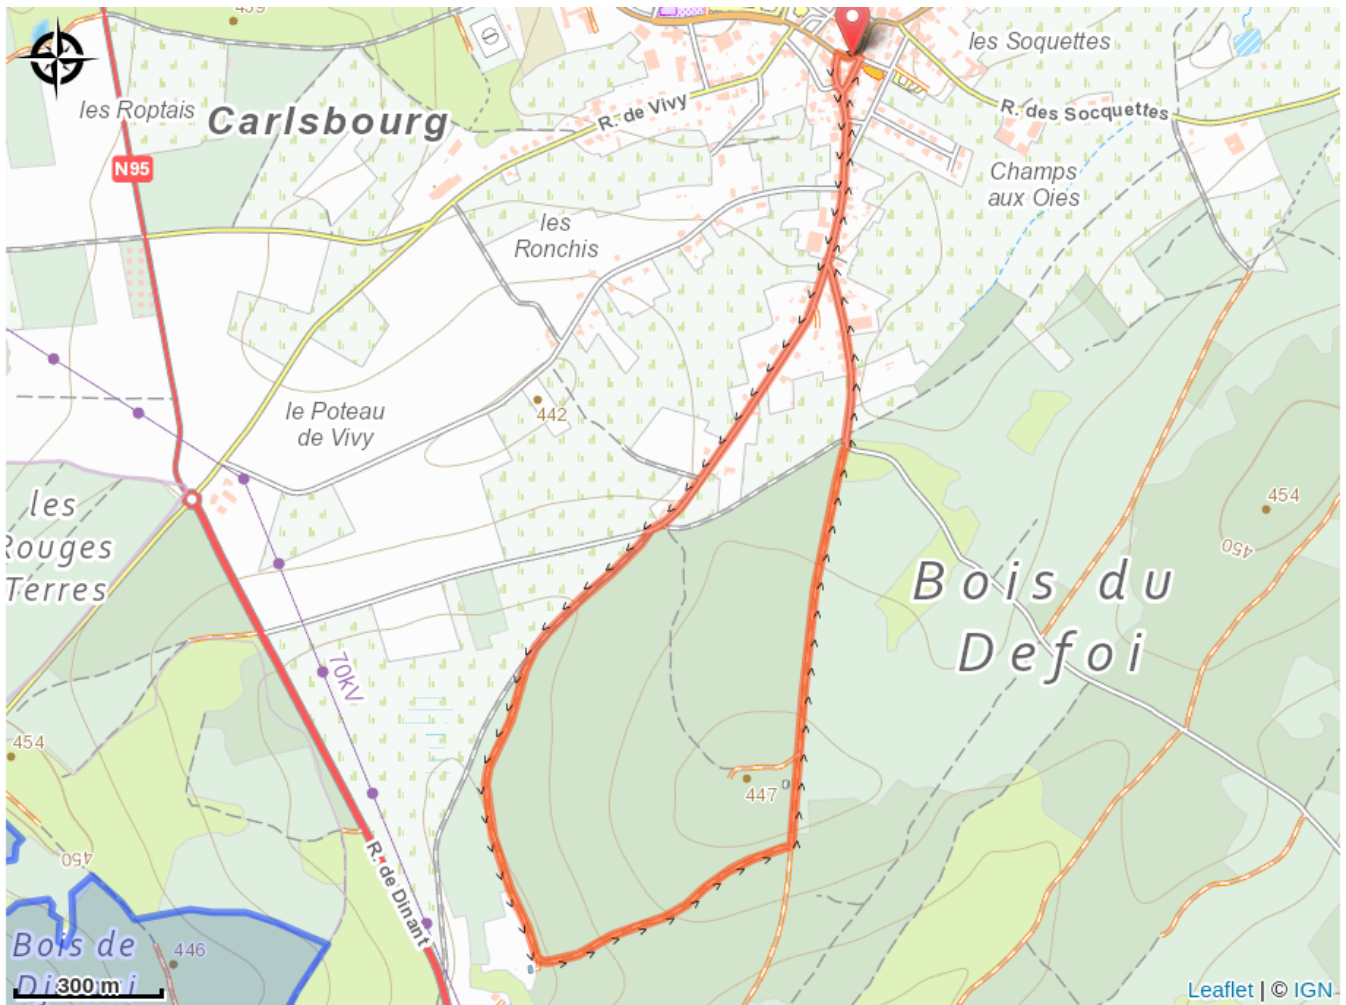 439
les Soquettes
les Roptais
Carlsbourg
R. de Vivy
R. des Socquettes
N95
Champs
aux Oies
les
Ronchis
le Poteau
de Vivy
442
les
Rouges
Terres
454
450
Bois du
Defoi
70kV
454
447
450
R. de Dinant
Bois de
446
300 m
Leaflet | © IGN